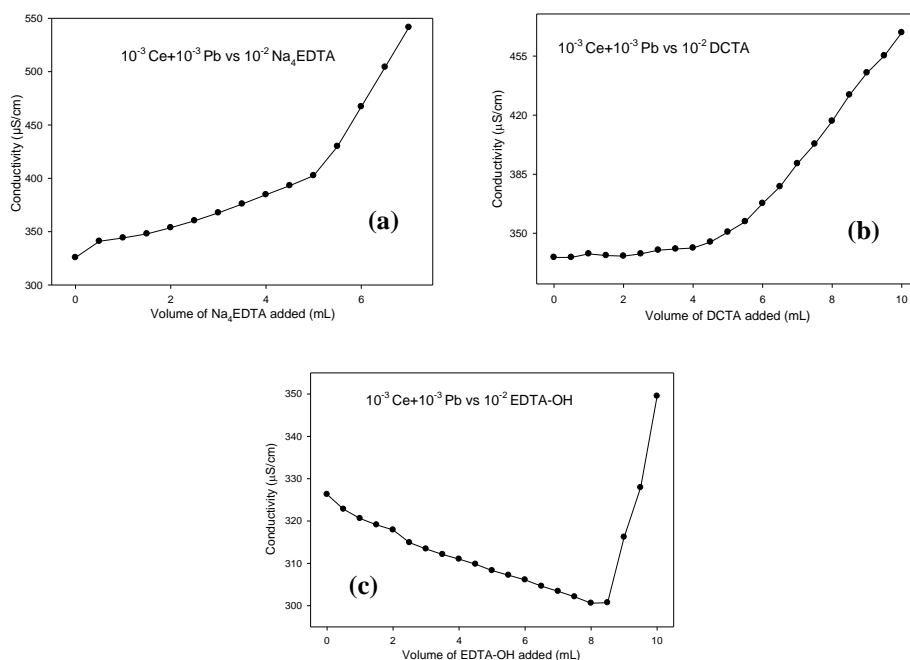 550
500
450
400
350
300
Conductivity (µS/cm)
10⁻³ Ce+10⁻³ Pb vs 10⁻² Na₄EDTA
(a)
0 2 4 6
Volume of Na₄EDTA added (mL)
455
420
385
350
Conductivity (µS/cm)
10⁻³ Ce+10⁻³ Pb vs 10⁻² DCTA
(b)
0 2 4 6 8 10
Volume of DCTA added (mL)
350
340
330
320
310
300
Conductivity (µS/cm)
10⁻³ Ce+10⁻³ Pb vs 10⁻² EDTA-OH
(c)
0 2 4 6 8 10
Volume of EDTA-OH added (mL)